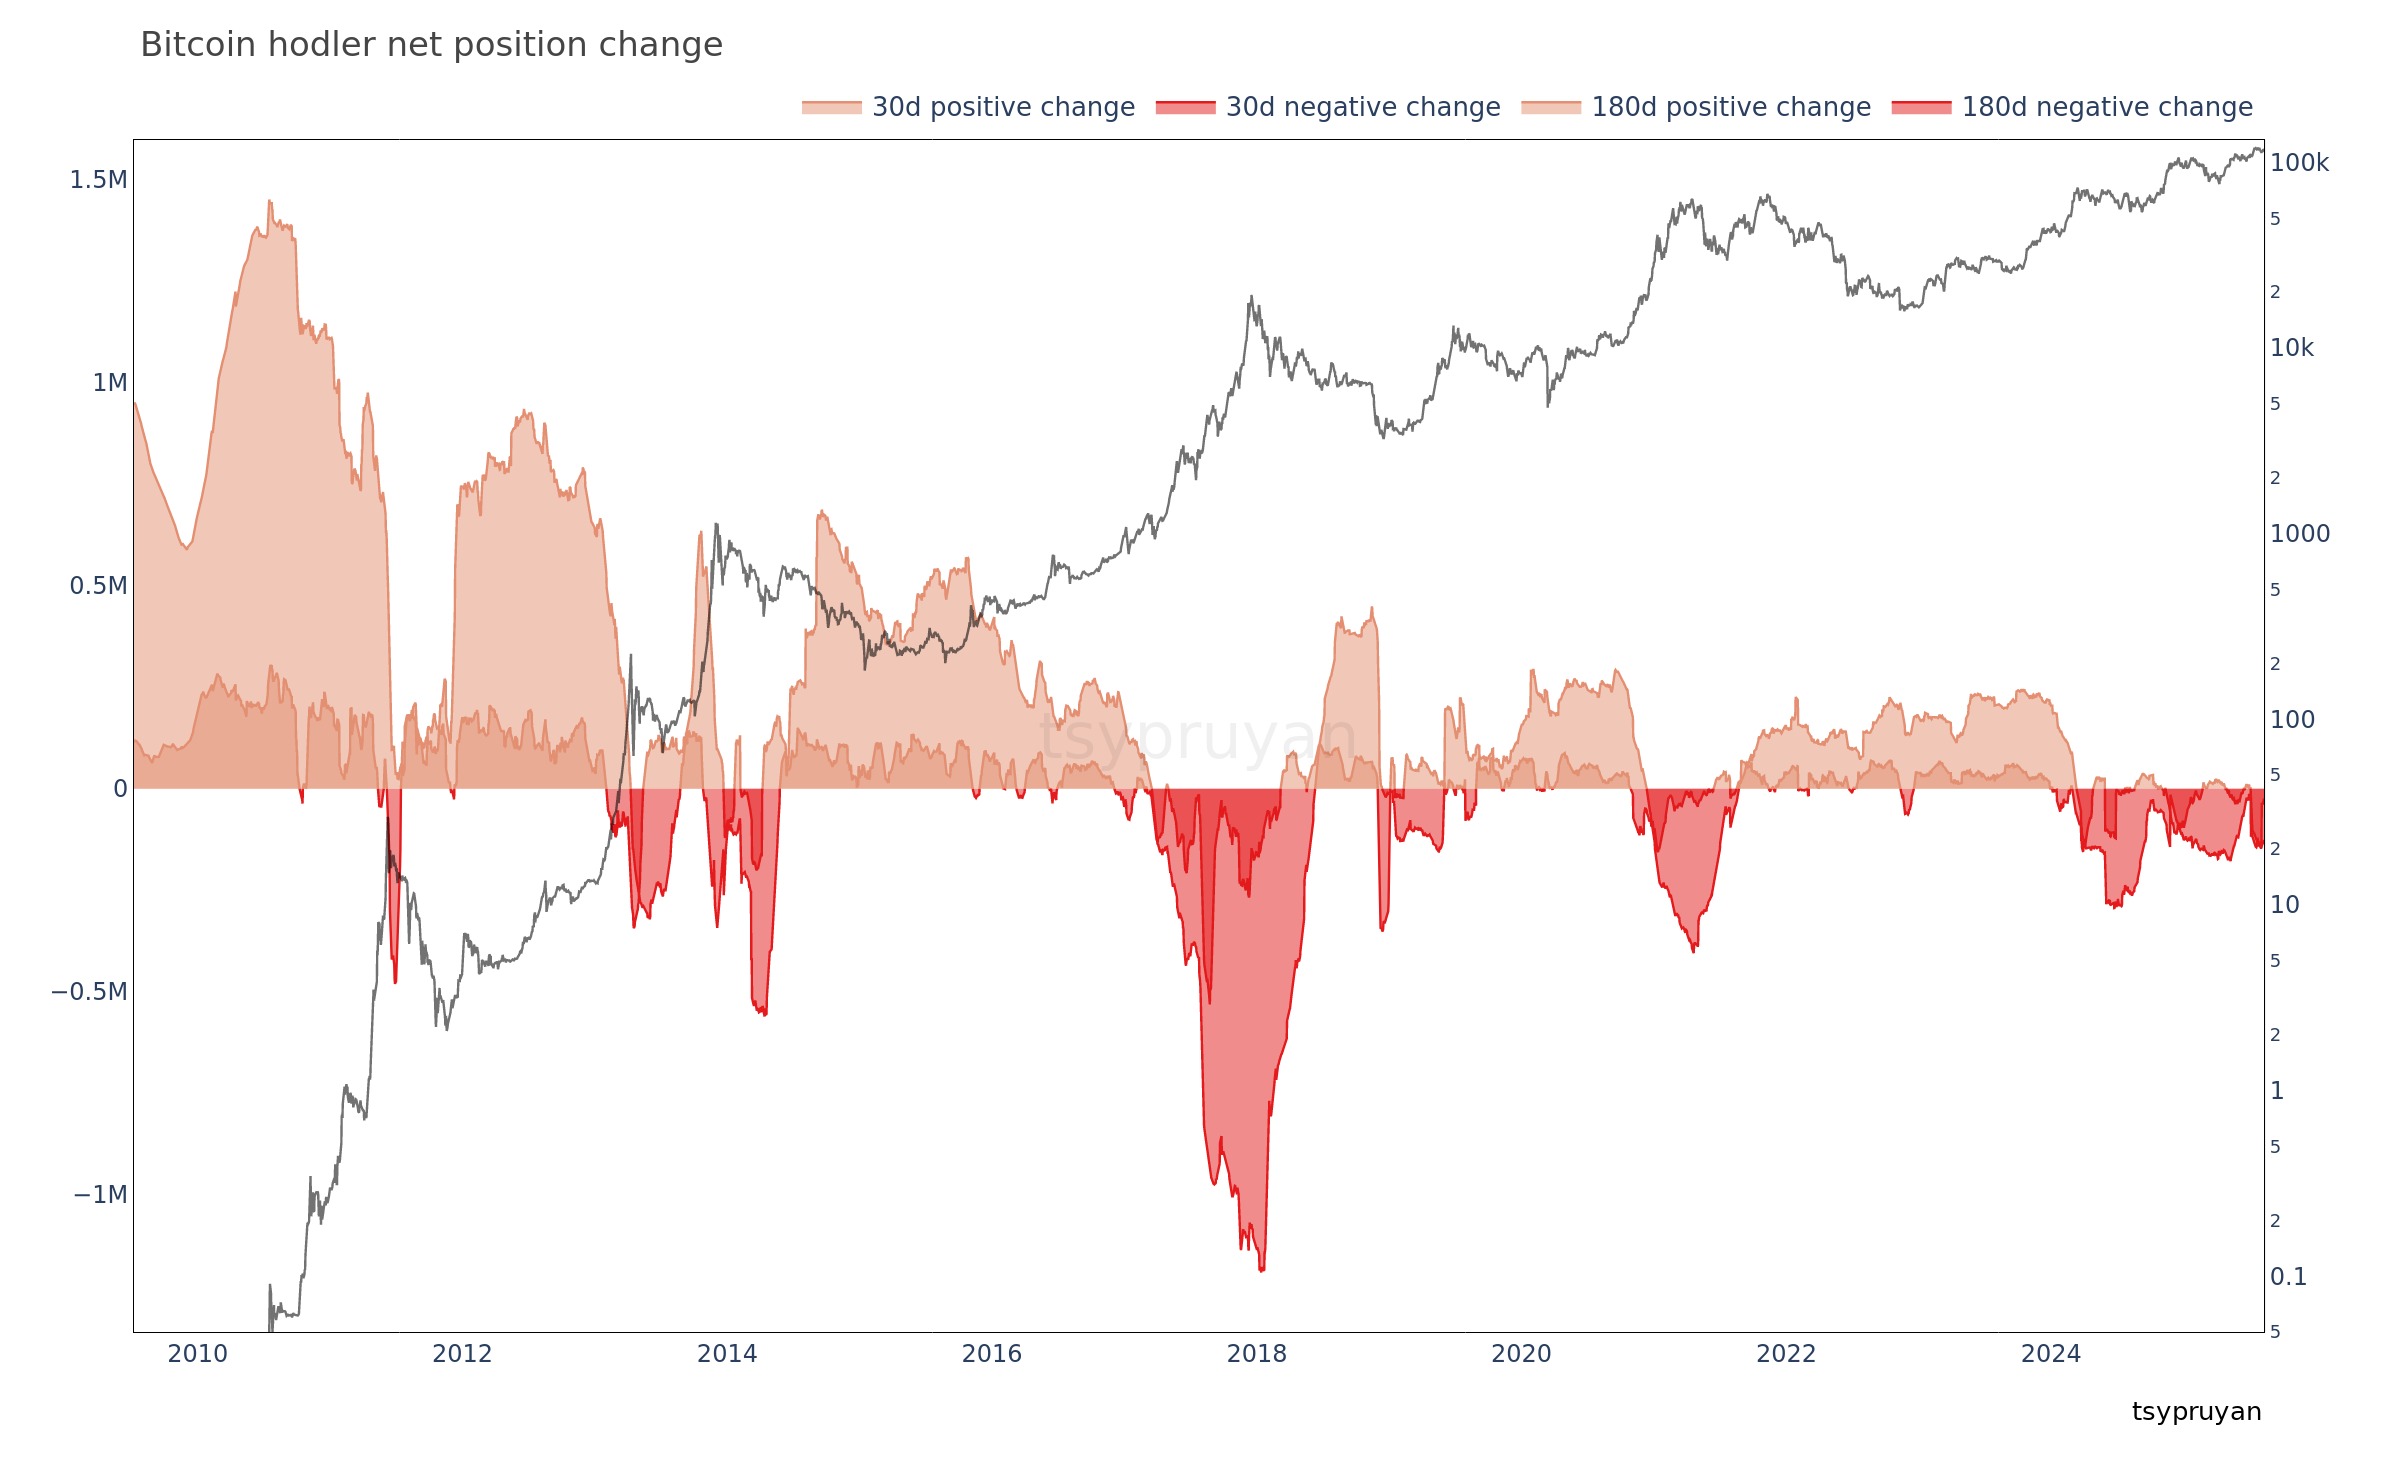 Bitcoin hodler net position change
30d positive change 30d negative change 180d positive change 180d negative change
1.5M
1M
0.5M
0
−0.5M
−1M
100k
5
2
10k
5
2
1000
5
2
100
5
2
10
5
2
1
5
2
0.1
5
tsypruyan
2010 2012 2014 2016 2018 2020 2022 2024
tsypruyan